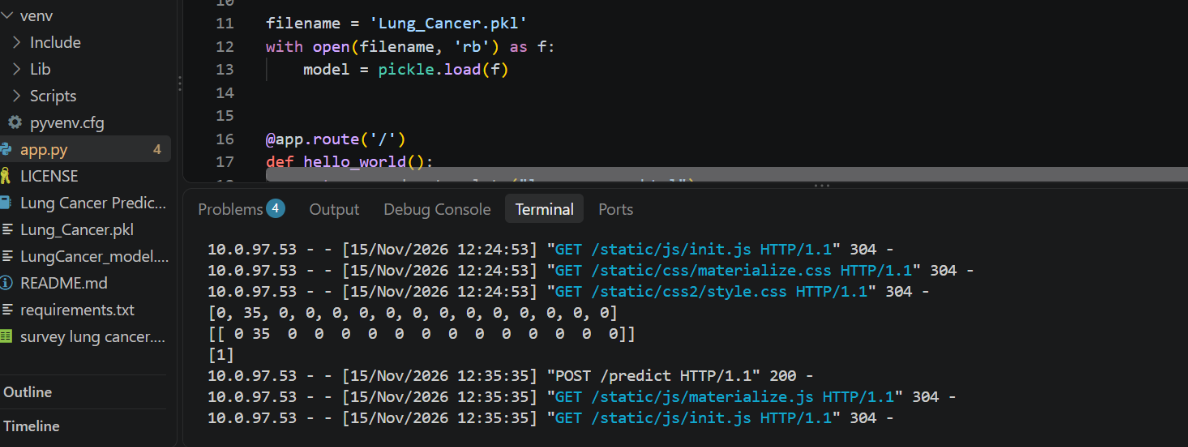 venv
Include
Lib
Scripts
pyvenv.cfg
app.py 4
LICENSE
Lung Cancer Predic...
Lung_Cancer.pkl
LungCancer_model....
README.md
requirements.txt
survey lung cancer....
Outline
Timeline
10
11 filename = 'Lung_Cancer.pkl'
12 with open(filename, 'rb') as f:
13     model = pickle.load(f)
14
15
16 @app.route('/')
17 def hello_world():
Problems 4 Output Debug Console Terminal Ports
10.0.97.53 - - [15/Nov/2026 12:24:53] "GET /static/js/init.js HTTP/1.1" 304 -
10.0.97.53 - - [15/Nov/2026 12:24:53] "GET /static/css/materialize.css HTTP/1.1" 304 -
10.0.97.53 - - [15/Nov/2026 12:24:53] "GET /static/css2/style.css HTTP/1.1" 304 -
[0, 35, 0, 0, 0, 0, 0, 0, 0, 0, 0, 0, 0, 0, 0]
[[ 0 35  0  0  0  0  0  0  0  0  0  0  0  0  0]]
[1]
10.0.97.53 - - [15/Nov/2026 12:35:35] "POST /predict HTTP/1.1" 200 -
10.0.97.53 - - [15/Nov/2026 12:35:35] "GET /static/js/materialize.js HTTP/1.1" 304 -
10.0.97.53 - - [15/Nov/2026 12:35:35] "GET /static/js/init.js HTTP/1.1" 304 -